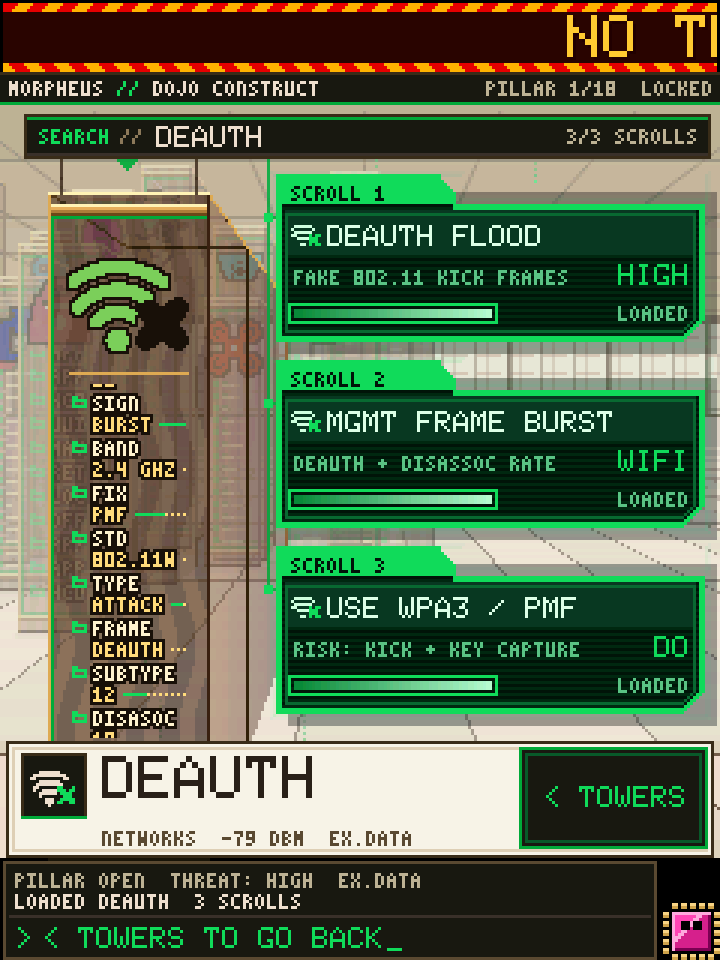 NO TI
MORPHEUS // DOJO CONSTRUCT
PILLAR 1/18 LOCKED
SEARCH // DEAUTH
3/3 SCROLLS
SIGN
BURST
BAND
2.4 GHZ
FIX
PMF
STD
802.11W
TYPE
ATTACK
FRAME
DEAUTH
SUBTYPE
12
DISASOC
SCROLL 1
DEAUTH FLOOD
FAKE 802.11 KICK FRAMES HIGH
LOADED
SCROLL 2
MGMT FRAME BURST
DEAUTH + DISASSOC RATE WIFI
LOADED
SCROLL 3
USE WPA3 / PMF
RISK: KICK + KEY CAPTURE DO
LOADED
DEAUTH
NETWORKS -79 DBM EX.DATA
< TOWERS
PILLAR OPEN THREAT: HIGH EX.DATA
LOADED DEAUTH 3 SCROLLS
> < TOWERS TO GO BACK_